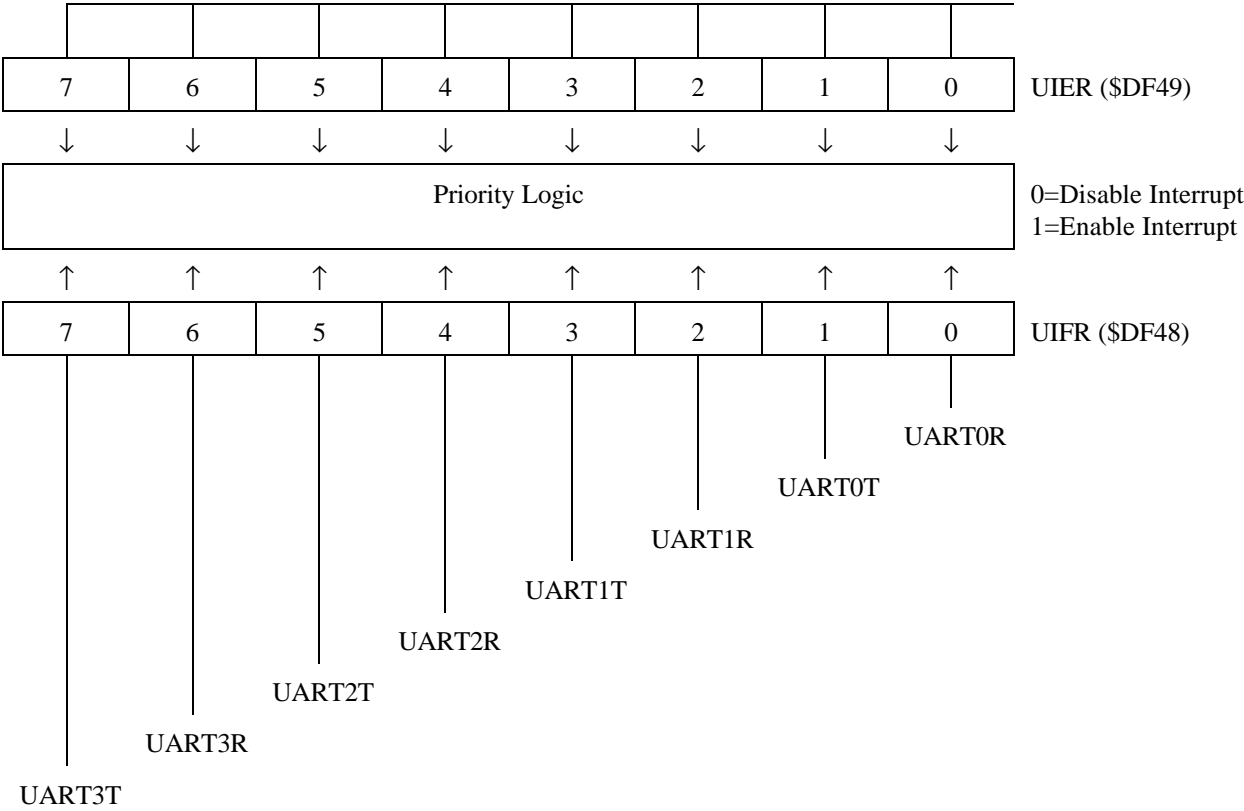 7 6 5 4 3 2 1 0 UIER ($DF49)
↓ ↓ ↓ ↓ ↓ ↓ ↓ ↓
Priority Logic 0=Disable Interrupt
1=Enable Interrupt
↑ ↑ ↑ ↑ ↑ ↑ ↑ ↑
7 6 5 4 3 2 1 0 UIFR ($DF48)
UART0R
UART0T
UART1R
UART1T
UART2R
UART2T
UART3R
UART3T